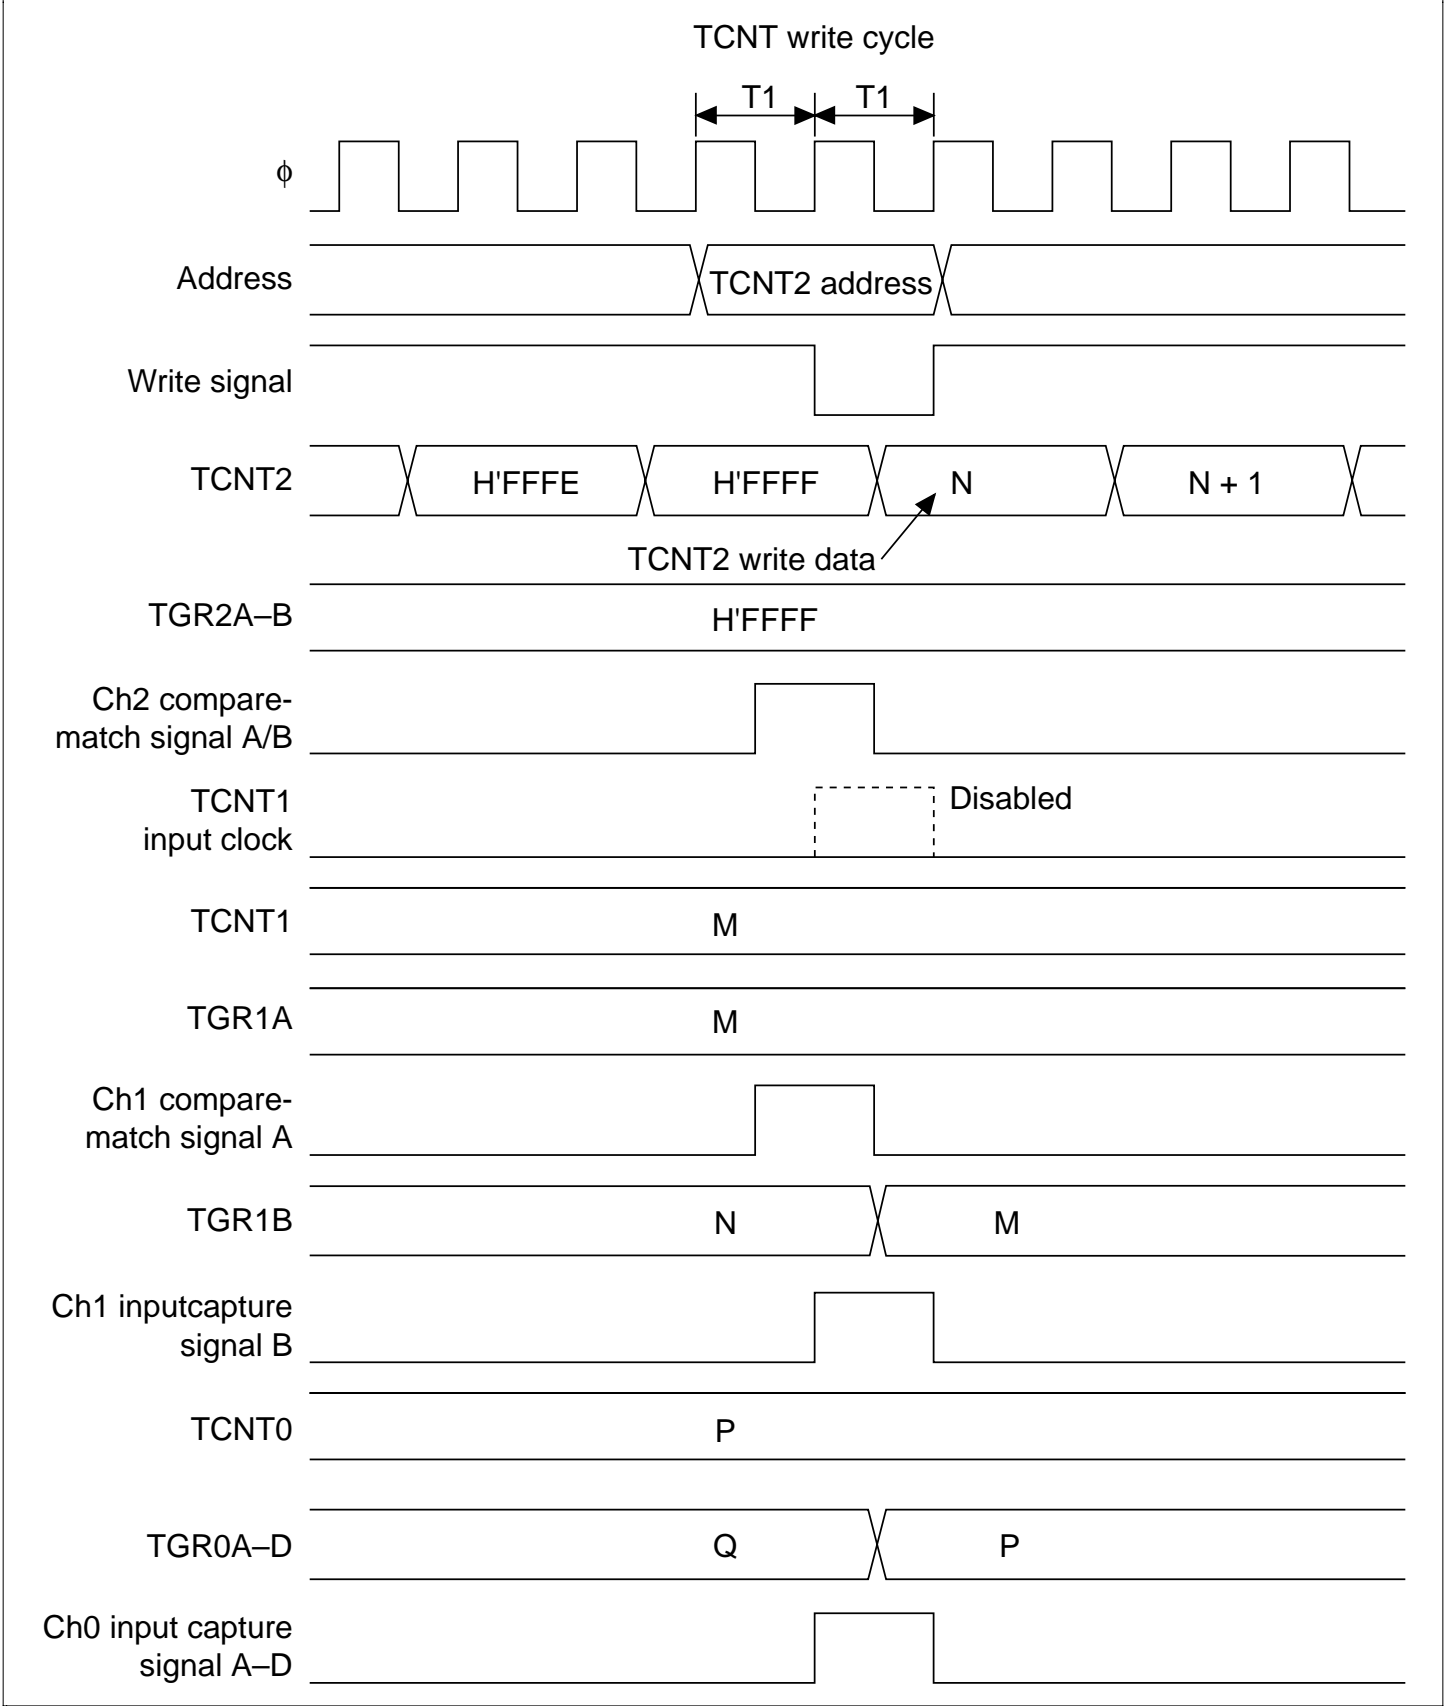 TCNT write cycle
T1 T1
ϕ
Address TCNT2 address
Write signal
TCNT2 H'FFFE H'FFFF N N + 1
TCNT2 write data
TGR2A–B H'FFFF
Ch2 compare-
match signal A/B
TCNT1 Disabled
input clock
TCNT1 M
TGR1A M
Ch1 compare-
match signal A
TGR1B N M
Ch1 inputcapture
signal B
TCNT0 P
TGR0A–D Q P
Ch0 input capture
signal A–D